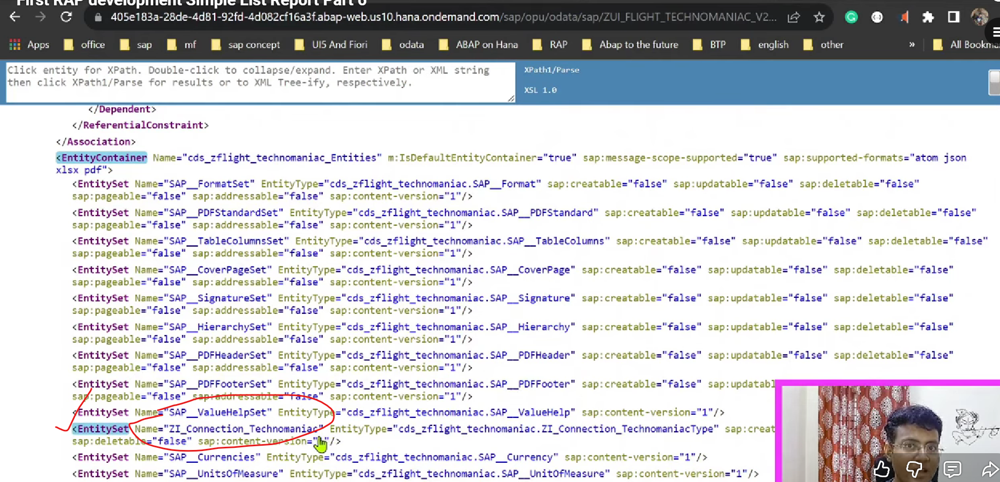 First RAP development Simple List Report Part 6
405e183a-28de-4d81-92fd-4d082cf16a3f.abap-web.us10.hana.ondemand.com/sap/opu/odata/sap/ZUI_FLIGHT_TECHNOMANIAC_V2...
Apps office sap mf sap concept UI5 And Fiori odata ABAP on Hana RAP Abap to the future BTP english other » All Bookma
Click entity for XPath. Double-click to collapse/expand. Enter XPath or XML string
then click XPath1/Parse for results or to XML Tree-ify, respectively.
XPath1/Parse
XSL 1.0
</Dependent>
</ReferentialConstraint>
</Association>
<EntityContainer Name="cds_zflight_technomaniac_Entities" m:IsDefaultEntityContainer="true" sap:message-scope-supported="true" sap:supported-formats="atom json
xlsx pdf">
<EntitySet Name="SAP__FormatSet" EntityType="cds_zflight_technomaniac.SAP__Format" sap:creatable="false" sap:updatable="false" sap:deletable="false"
sap:pageable="false" sap:addressable="false" sap:content-version="1"/>
<EntitySet Name="SAP__PDFStandardSet" EntityType="cds_zflight_technomaniac.SAP__PDFStandard" sap:creatable="false" sap:updatable="false" sap:deletable="false"
sap:pageable="false" sap:addressable="false" sap:content-version="1"/>
<EntitySet Name="SAP__TableColumnsSet" EntityType="cds_zflight_technomaniac.SAP__TableColumns" sap:creatable="false" sap:updatable="false" sap:deletable="false"
sap:pageable="false" sap:addressable="false" sap:content-version="1"/>
<EntitySet Name="SAP__CoverPageSet" EntityType="cds_zflight_technomaniac.SAP__CoverPage" sap:creatable="false" sap:updatable="false" sap:deletable="false"
sap:pageable="false" sap:addressable="false" sap:content-version="1"/>
<EntitySet Name="SAP__SignatureSet" EntityType="cds_zflight_technomaniac.SAP__Signature" sap:creatable="false" sap:updatable="false" sap:deletable="false"
sap:pageable="false" sap:addressable="false" sap:content-version="1"/>
<EntitySet Name="SAP__HierarchySet" EntityType="cds_zflight_technomaniac.SAP__Hierarchy" sap:creatable="false" sap:updatable="false" sap:deletable="false"
sap:pageable="false" sap:addressable="false" sap:content-version="1"/>
<EntitySet Name="SAP__PDFHeaderSet" EntityType="cds_zflight_technomaniac.SAP__PDFHeader" sap:creatable="false" sap:updatable="false" sap:deletable="false"
sap:pageable="false" sap:addressable="false" sap:content-version="1"/>
<EntitySet Name="SAP__PDFFooterSet" EntityType="cds_zflight_technomaniac.SAP__PDFFooter" sap:creatable="false" sap:updatabl
sap:pageable="false" sap:addressable="false" sap:content-version="1"/>
<EntitySet Name="SAP__ValueHelpSet" EntityType="cds_zflight_technomaniac.SAP__ValueHelp" sap:content-version="1"/>
<EntitySet Name="ZI_Connection_Technomaniac" EntityType="cds_zflight_technomaniac.ZI_Connection_TechnomaniacType" sap:creat
sap:deletable="false" sap:content-version=" "/>
<EntitySet Name="SAP__Currencies" EntityType="cds_zflight_technomaniac.SAP__Currency" sap:content-version="1"/>
<EntitySet Name="SAP__UnitsOfMeasure" EntityType="cds_zflight_technomaniac.SAP__UnitOfMeasure" sap:content-version="1"/>